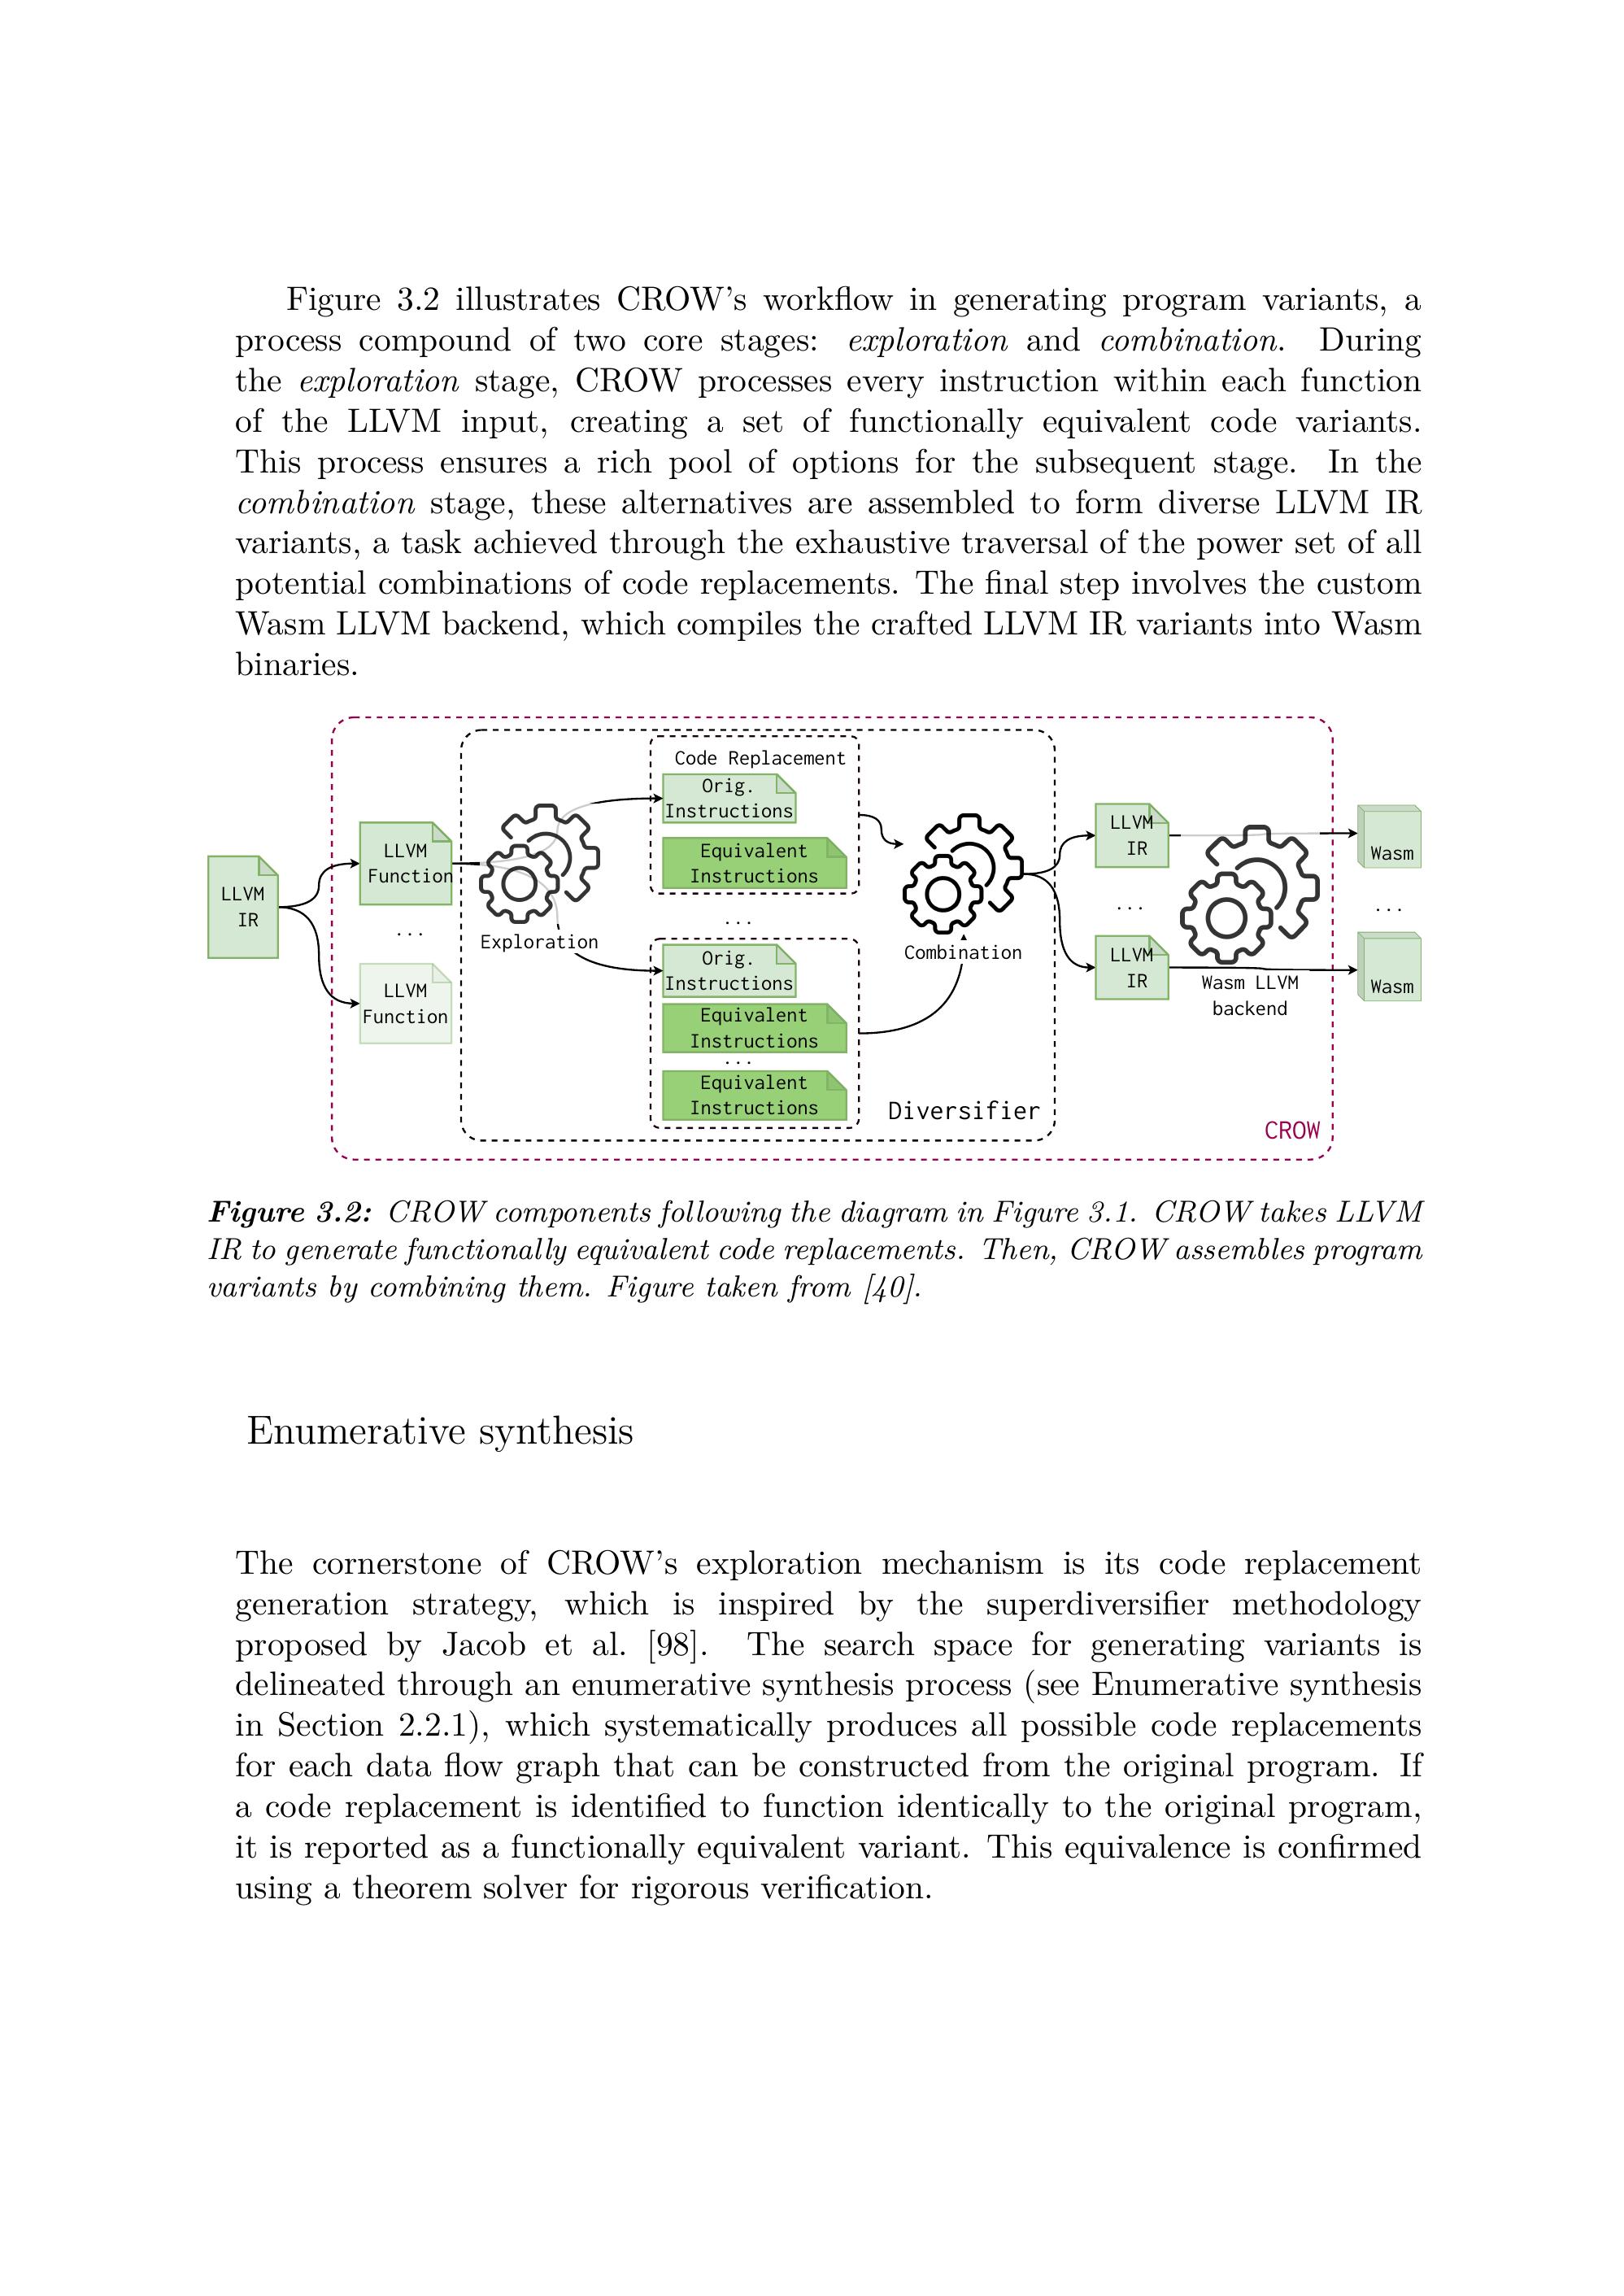 Figure 3.2 illustrates CROW's workflow in generating program variants, a
process compound of two core stages: exploration and combination. During
the exploration stage, CROW processes every instruction within each function
of the LLVM input, creating a set of functionally equivalent code variants.
This process ensures a rich pool of options for the subsequent stage. In the
combination stage, these alternatives are assembled to form diverse LLVM IR
variants, a task achieved through the exhaustive traversal of the power set of all
potential combinations of code replacements. The final step involves the custom
Wasm LLVM backend, which compiles the crafted LLVM IR variants into Wasm
binaries.
LLVM
IR
LLVM
Function
...
LLVM
Function
Exploration
Code Replacement
Orig.
Instructions
Equivalent
Instructions
...
Orig.
Instructions
Equivalent
Instructions
...
Equivalent
Instructions
Combination
Diversifier
LLVM
IR
...
LLVM
IR
Wasm LLVM
backend
CROW
Wasm
...
Wasm
Figure 3.2: CROW components following the diagram in Figure 3.1. CROW takes LLVM
IR to generate functionally equivalent code replacements. Then, CROW assembles program
variants by combining them. Figure taken from [40].
Enumerative synthesis
The cornerstone of CROW's exploration mechanism is its code replacement
generation strategy, which is inspired by the superdiversifier methodology
proposed by Jacob et al. [98]. The search space for generating variants is
delineated through an enumerative synthesis process (see Enumerative synthesis
in Section 2.2.1), which systematically produces all possible code replacements
for each data flow graph that can be constructed from the original program. If
a code replacement is identified to function identically to the original program,
it is reported as a functionally equivalent variant. This equivalence is confirmed
using a theorem solver for rigorous verification.